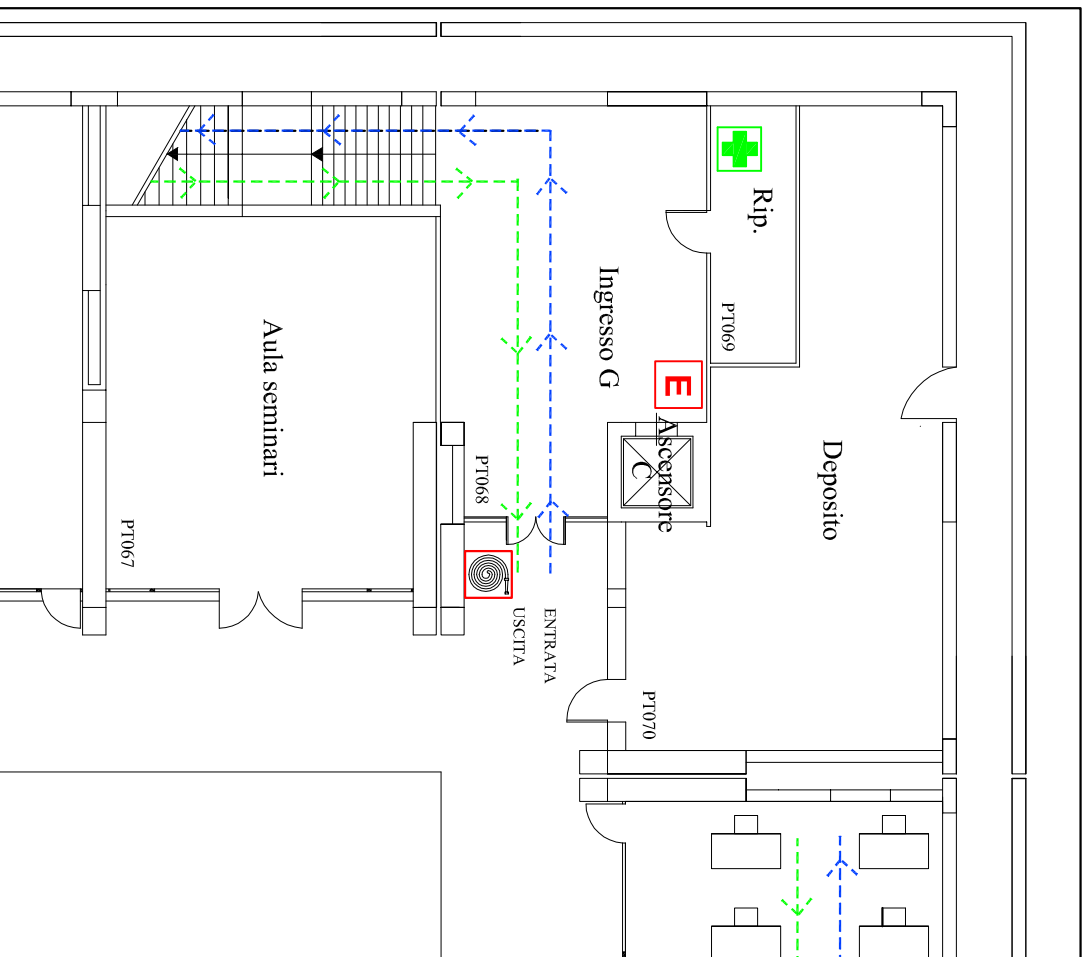 Rip.
PT069
Ingresso G
E
Ascensore
C
Deposito
Aula seminari
PT067
PT068
ENTRATA
USCITA
PT070